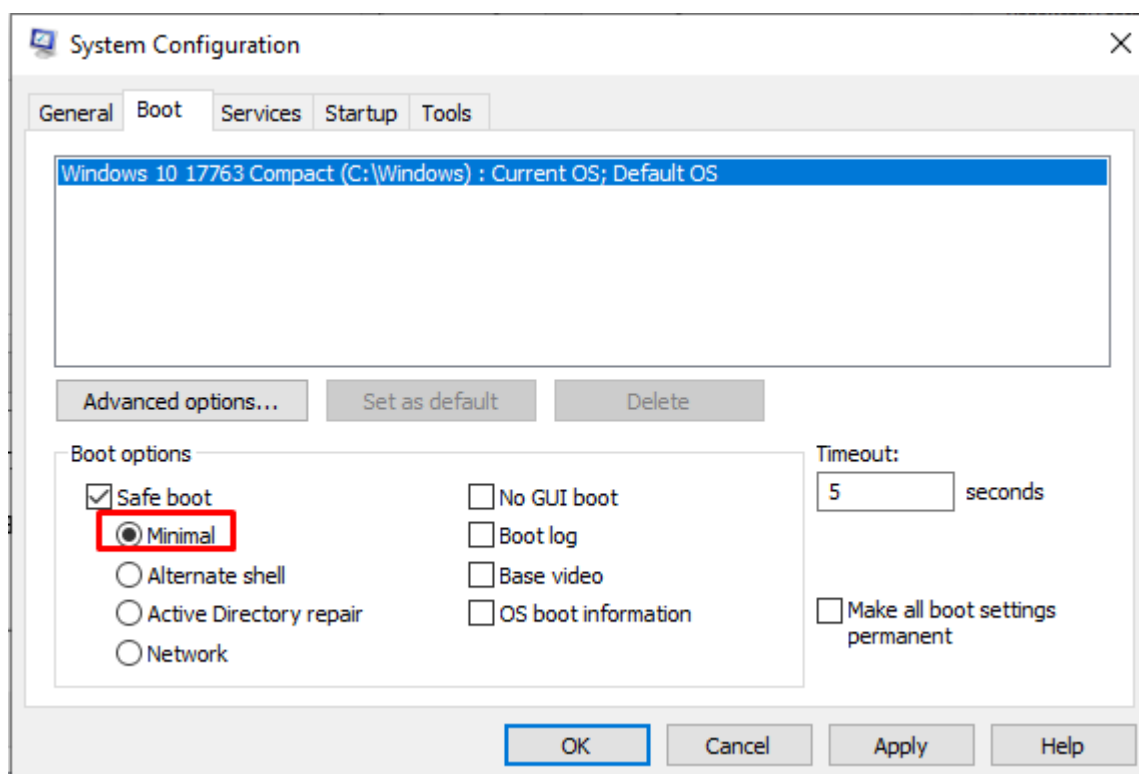 System Configuration
General Boot Services Startup Tools
Windows 10 17763 Compact (C:\Windows) : Current OS; Default OS
Advanced options... Set as default Delete
Boot options
Timeout:
Safe boot No GUI boot 5 seconds
Minimal Boot log
Alternate shell Base video
Active Directory repair OS boot information Make all boot settings
permanent
Network
OK Cancel Apply Help